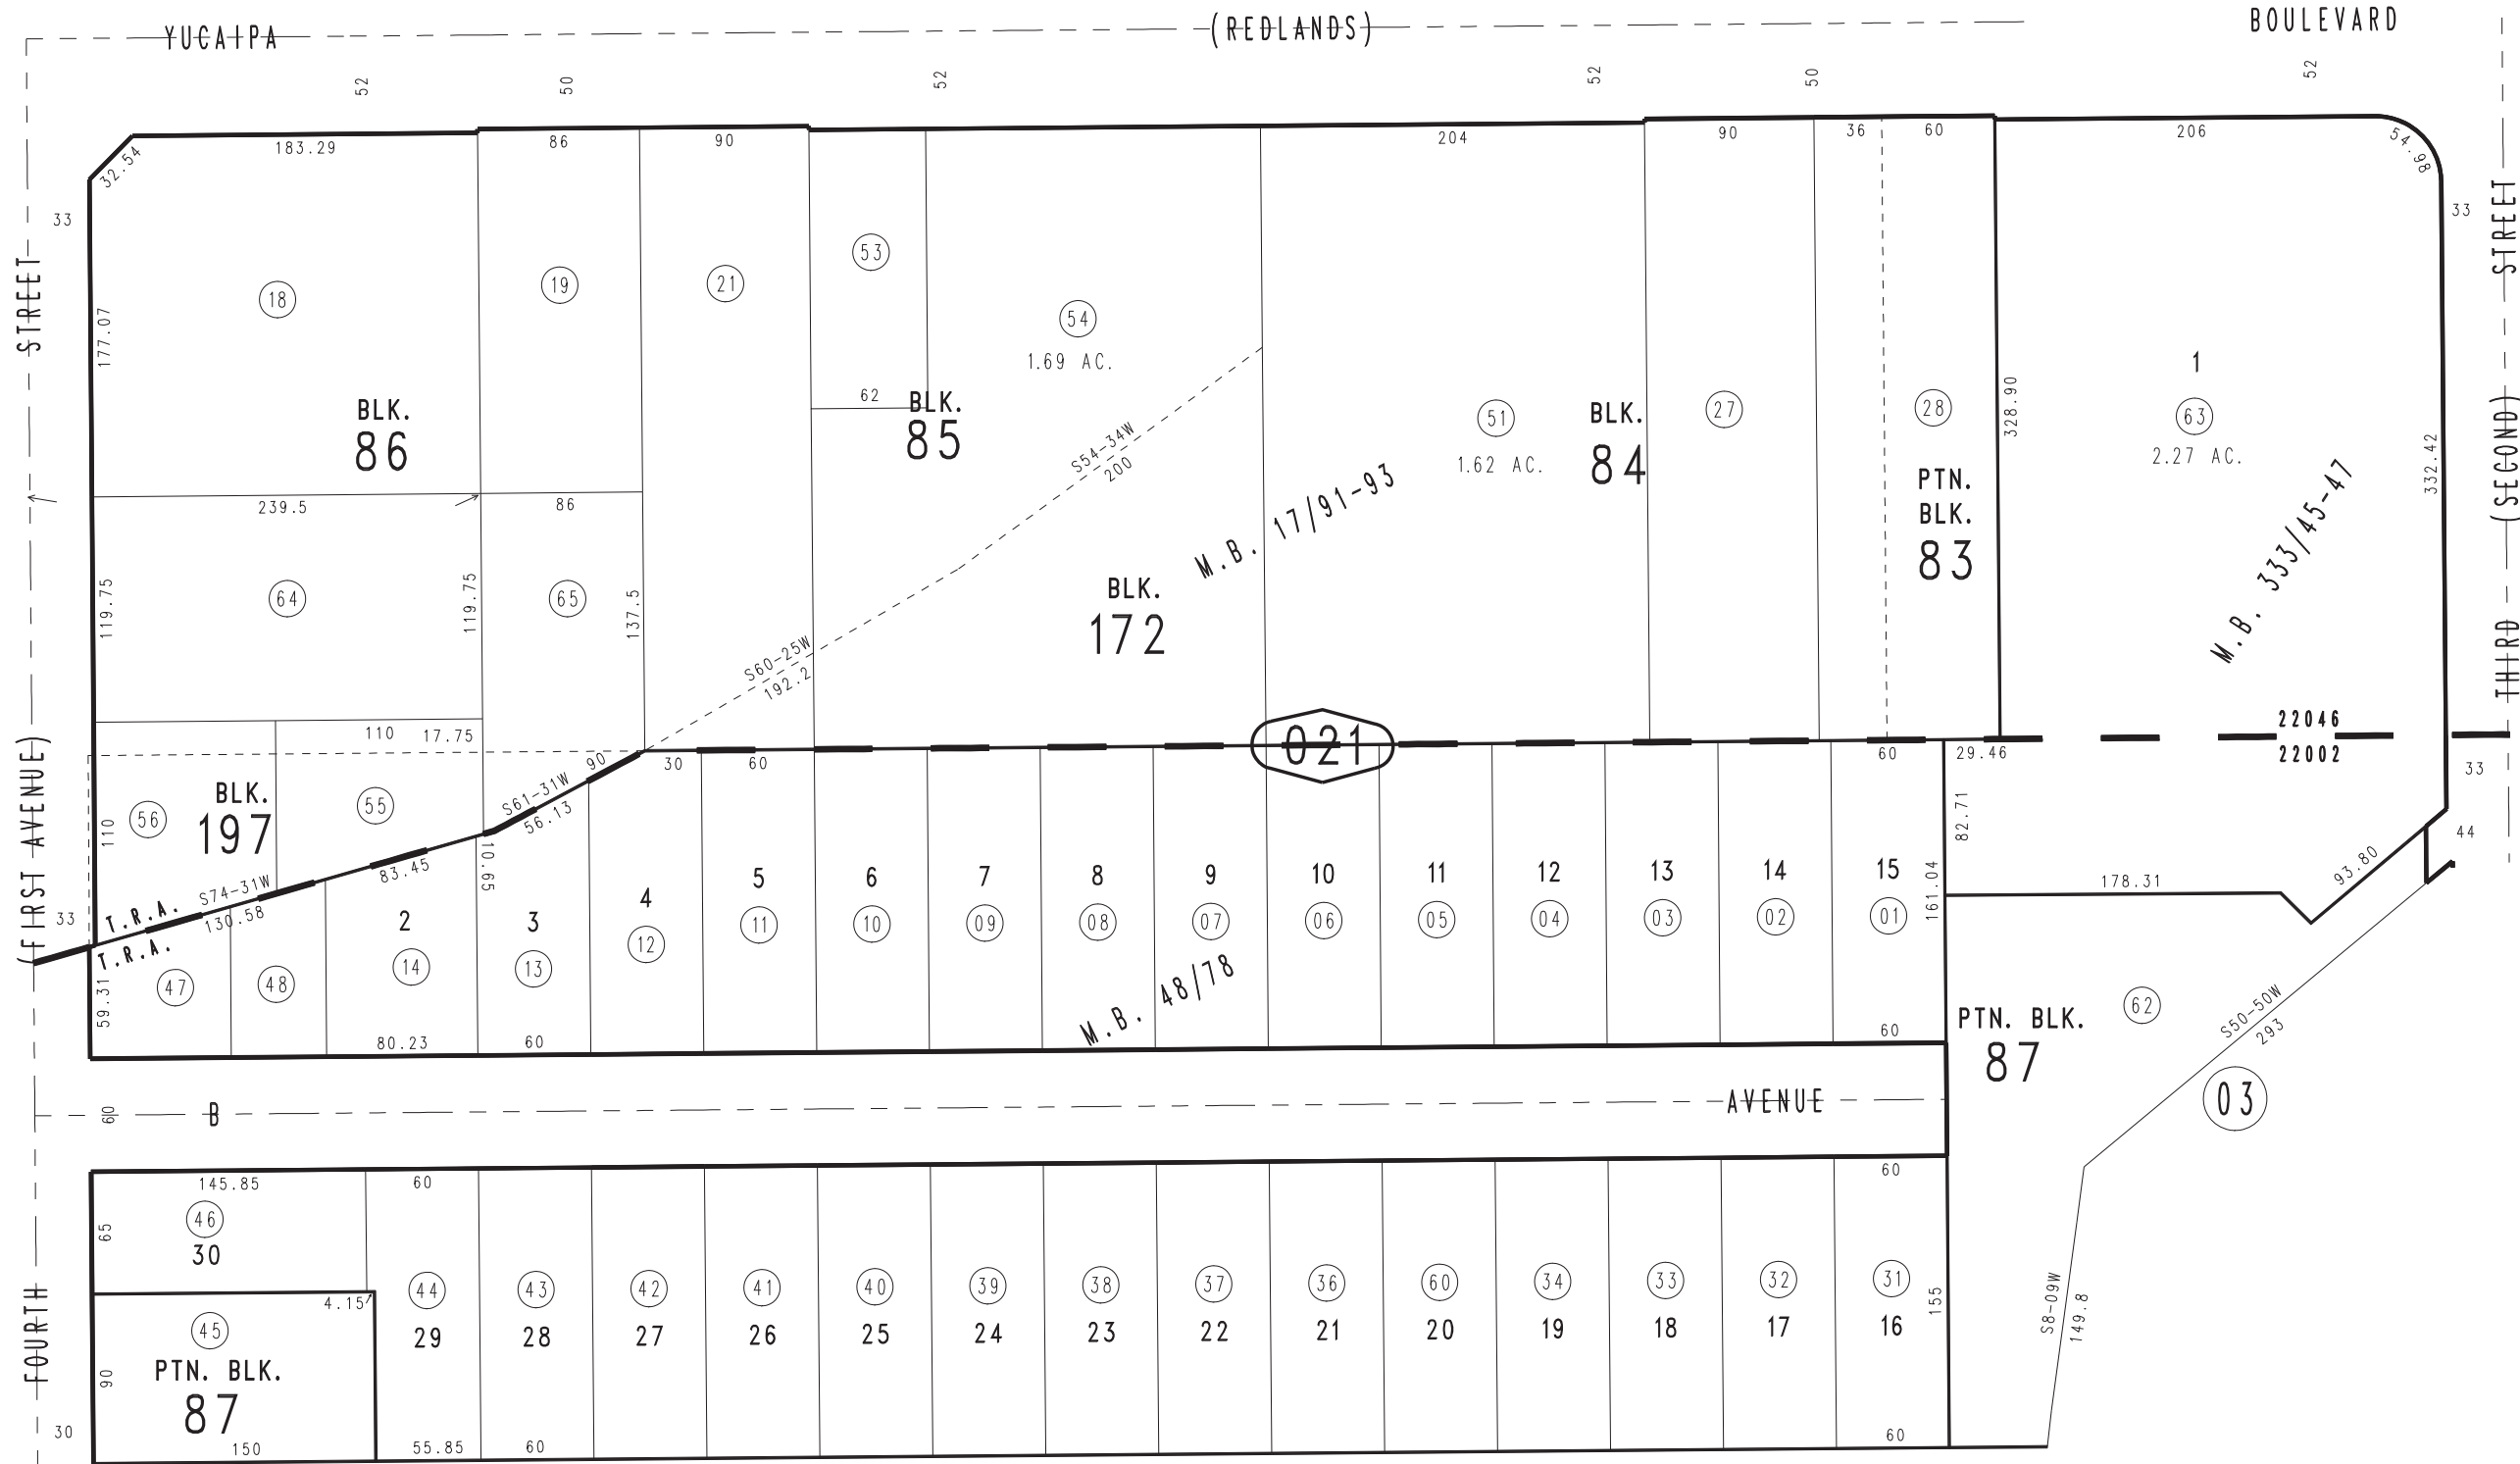 YUCAIPA (REDLANDS) BOULEVARD
52 50 52 52 50 52
32.54 183.29 86 90 204 90 36 60 206 54.98
33 33
STREET
STREET
18 19 21 53
177.07
54
1.69 AC.
BLK.
86
62
BLK.
85
S54-34W
200
51
1.62 AC.
BLK.
84
27 28
328.90
1
63
2.27 AC.
332.42
(SECOND)
239.5 86
M.B. 17/91-93
PTN.
BLK.
83
M.B. 333/45-47
119.75 64 119.75 65 137.5
BLK.
172
S60-25W
192.2
THIRD
22046
22002
021
110 17.75
(FIRST AVENUE)
90 30 60 60 29.46
33
56 BLK.
197
110
55
S61-31W
56.13
10.65
82.71
44
S74-31W
130.58
83.45
T.R.A.
T.R.A.
33
161.04
178.31 93.80
2 3 4 5 6 7 8 9 10 11 12 13 14 15
47 48 14 13 12 11 10 09 08 07 06 05 04 03 02 01
59.31
M.B. 48/78
80.23 60 60
PTN. BLK.
87
62
S50-50W
293
03
60 B AVENUE
145.85 60 60
65 46
30
4.15
44 43 42 41 40 39 38 37 36 60 34 33 32 31
29 28 27 26 25 24 23 22 21 20 19 18 17 16
155
S8-09W
149.8
FOURTH
45
PTN. BLK.
87
90
30
150 55.85 60 60